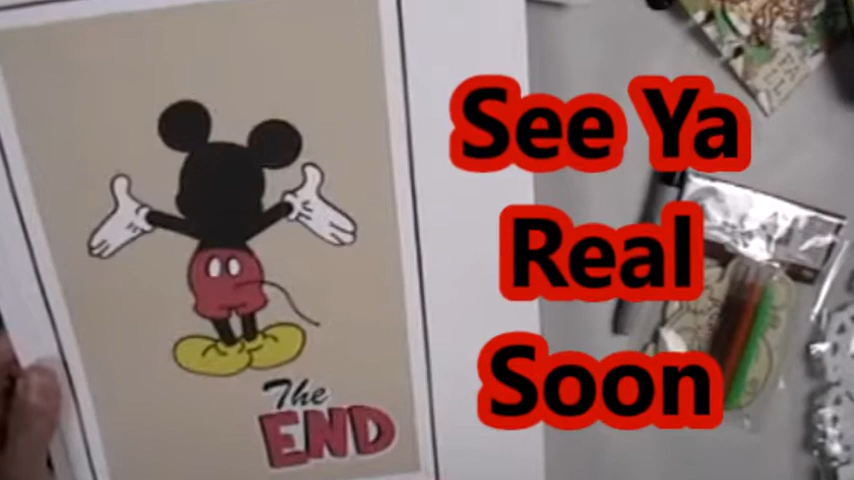 The
END
See Ya
Real
Soon